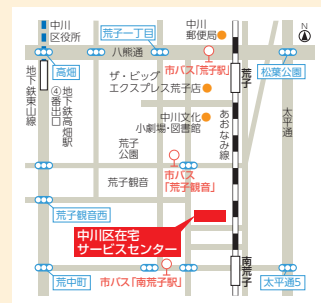 中川
区役所
荒子一丁目
中川
郵便局
N
八熊通
市バス「荒子駅」
高畑
荒子
松葉公園
ザ・ビッグ
エクスプレス荒子店
地下鉄東山線
地下鉄高畑駅
④番出口
中川文化
小劇場・図書館
あおなみ線
太平通
荒子
公園
荒子観音
市バス
「荒子観音」
荒子観音西
中川区在宅
サービスセンター
南荒子
荒中町
市バス「南荒子駅」
太平通5